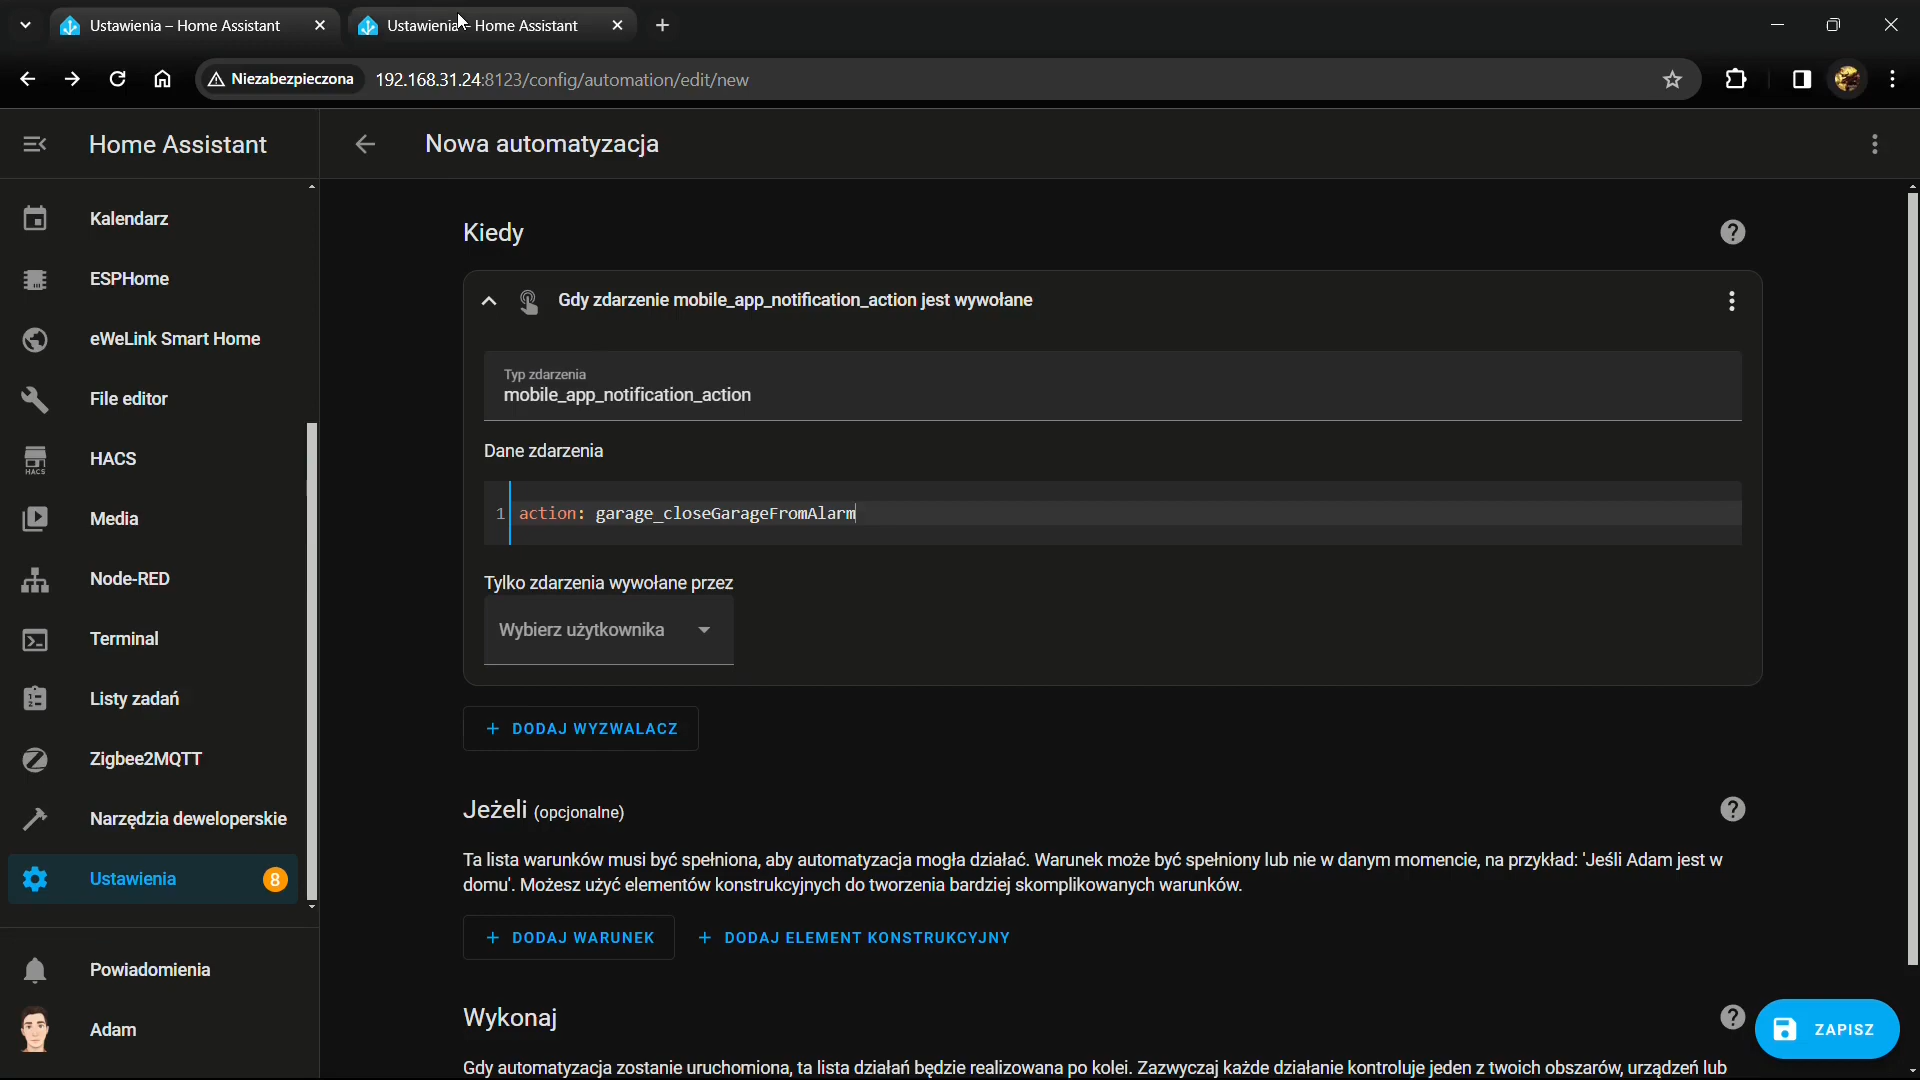 Ustawienia – Home Assistant
Ustawienia – Home Assistant
Niezabezpieczona
192.168.31.24:8123/config/automation/edit/new
Home Assistant
Nowa automatyzacja
Kalendarz
ESPHome
eWeLink Smart Home
File editor
HACS
HACS
Media
Node-RED
Terminal
Listy zadań
Zigbee2MQTT
Narzędzia deweloperskie
Ustawienia
8
Powiadomienia
Adam
Kiedy
Gdy zdarzenie mobile_app_notification_action jest wywołane
Typ zdarzenia
mobile_app_notification_action
Dane zdarzenia
1 action: garage_closeGarageFromAlarm
Tylko zdarzenia wywołane przez
Wybierz użytkownika
+ DODAJ WYZWALACZ
Jeżeli (opcjonalne)
Ta lista warunków musi być spełniona, aby automatyzacja mogła działać. Warunek może być spełniony lub nie w danym momencie, na przykład: 'Jeśli Adam jest w
domu'. Możesz użyć elementów konstrukcyjnych do tworzenia bardziej skomplikowanych warunków.
+ DODAJ WARUNEK
+ DODAJ ELEMENT KONSTRUKCYJNY
Wykonaj
ZAPISZ
Gdy automatyzacja zostanie uruchomiona, ta lista działań będzie realizowana po kolei. Zazwyczaj każde działanie kontroluje jeden z twoich obszarów, urządzeń lub